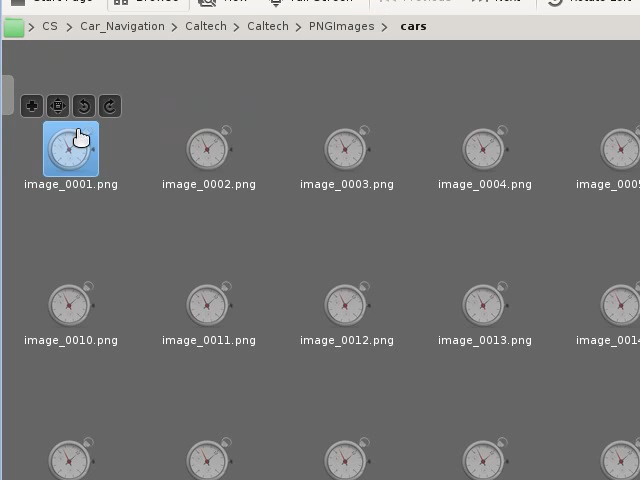 CS > Car_Navigation > Caltech > Caltech > PNGImages > cars
image_0001.png image_0002.png image_0003.png image_0004.png
image_0010.png image_0011.png image_0012.png image_0013.png